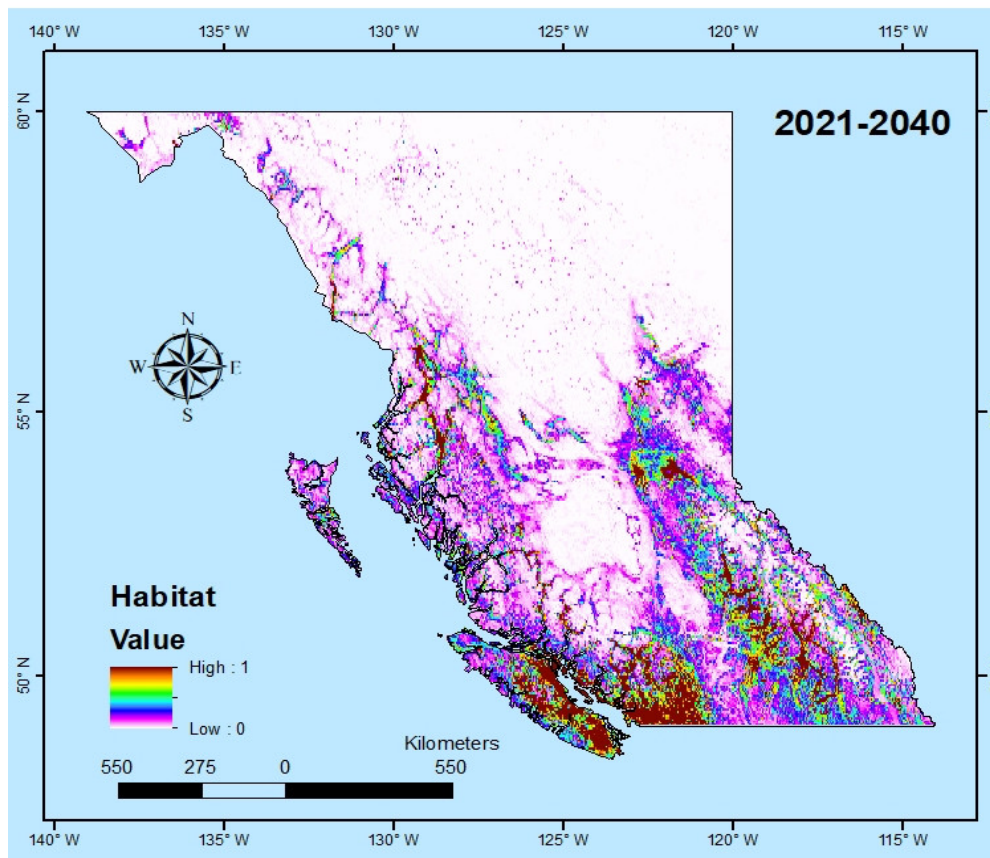 140° W 135° W 130° W 125° W 120° W 115° W
60° N
2021-2040
N
W E
S
55° N
Habitat
Value
High : 1
Low : 0
50° N
Kilometers
550 275 0 550
140° W 135° W 130° W 125° W 120° W 115° W